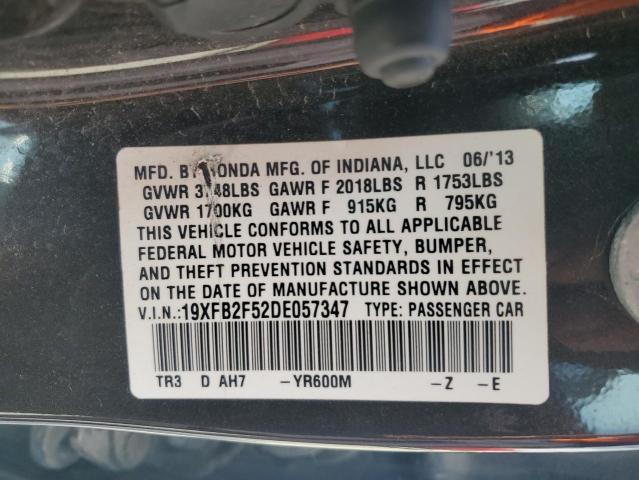 MFD. BY HONDA MFG. OF INDIANA, LLC 06/'13
GVWR 3748LBS GAWR F 2018LBS R 1753LBS
GVWR 1700KG GAWR F 915KG R 795KG
THIS VEHICLE CONFORMS TO ALL APPLICABLE
FEDERAL MOTOR VEHICLE SAFETY, BUMPER,
AND THEFT PREVENTION STANDARDS IN EFFECT
ON THE DATE OF MANUFACTURE SHOWN ABOVE.
V.I.N.:19XFB2F52DE057347 TYPE: PASSENGER CAR
TR3 D AH7 -YR600M -Z -E